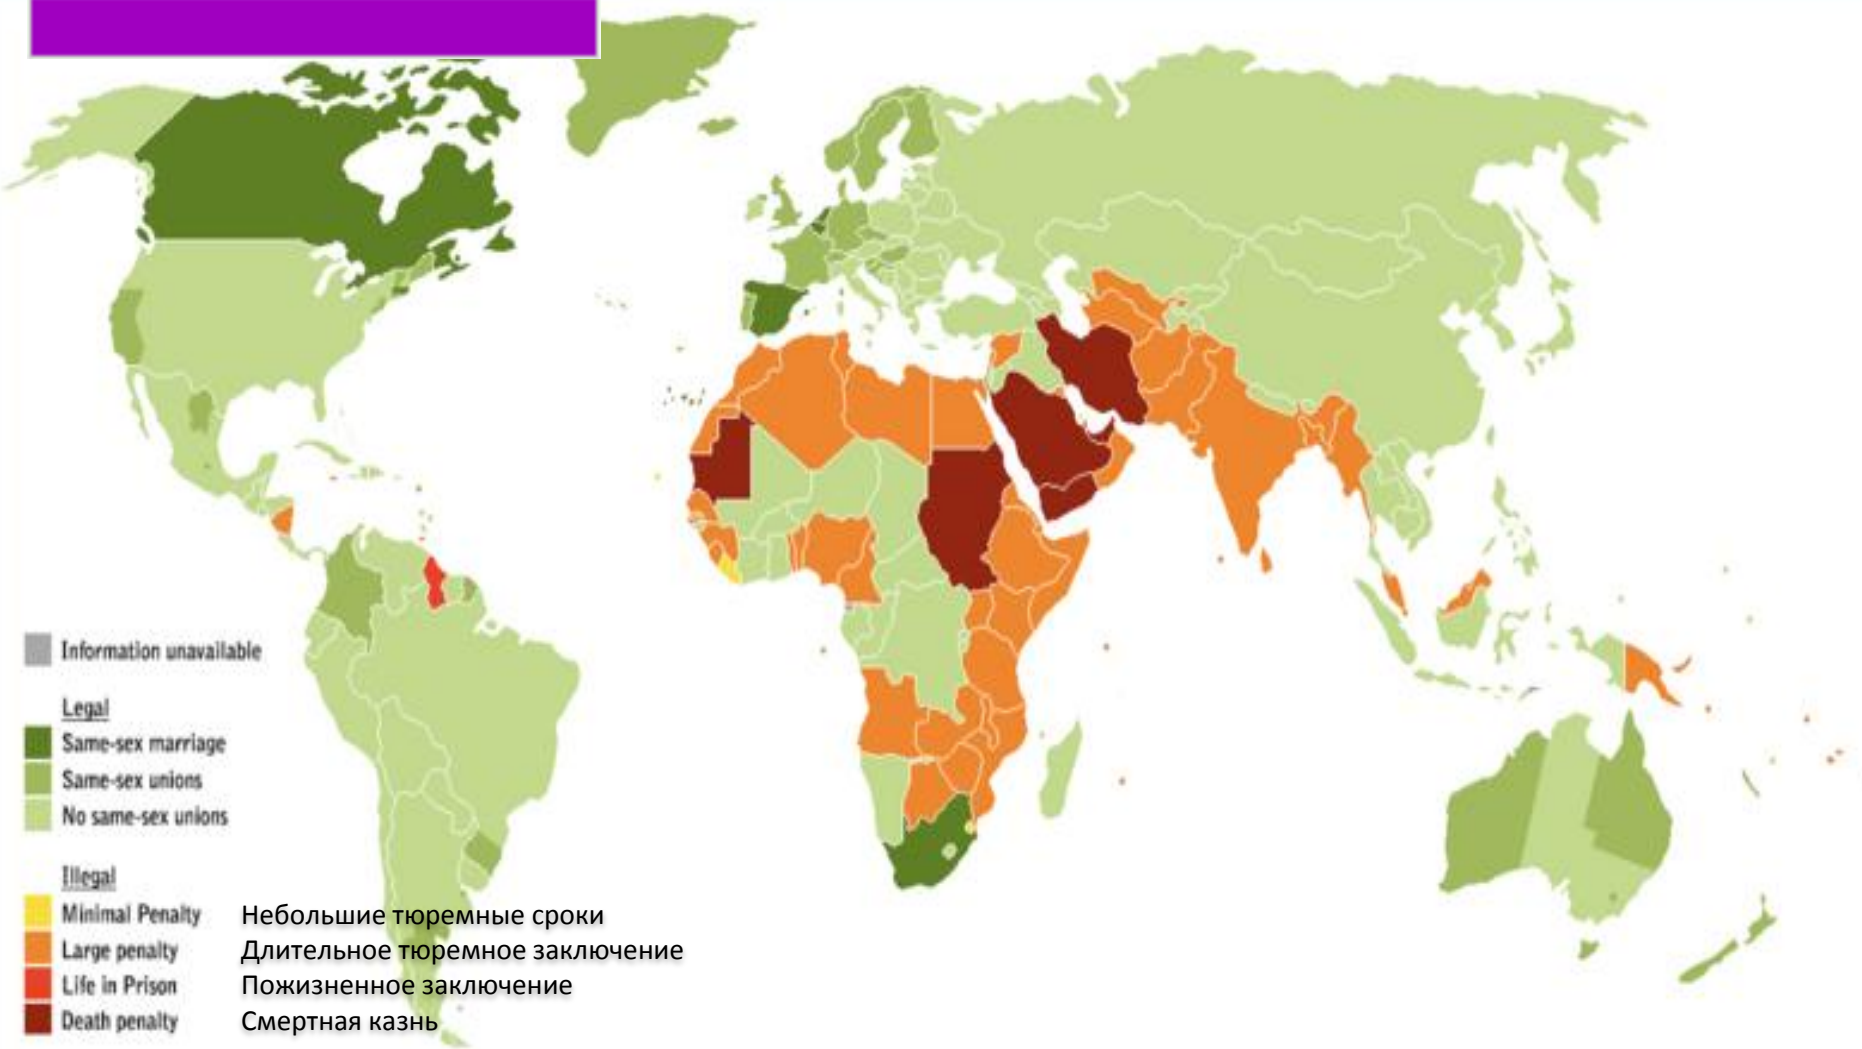 Information unavailable
Legal
Same-sex marriage
Same-sex unions
No same-sex unions
Illegal
Minimal Penalty Небольшие тюремные сроки
Large penalty Длительное тюремное заключение
Life in Prison Пожизненное заключение
Death penalty Смертная казнь